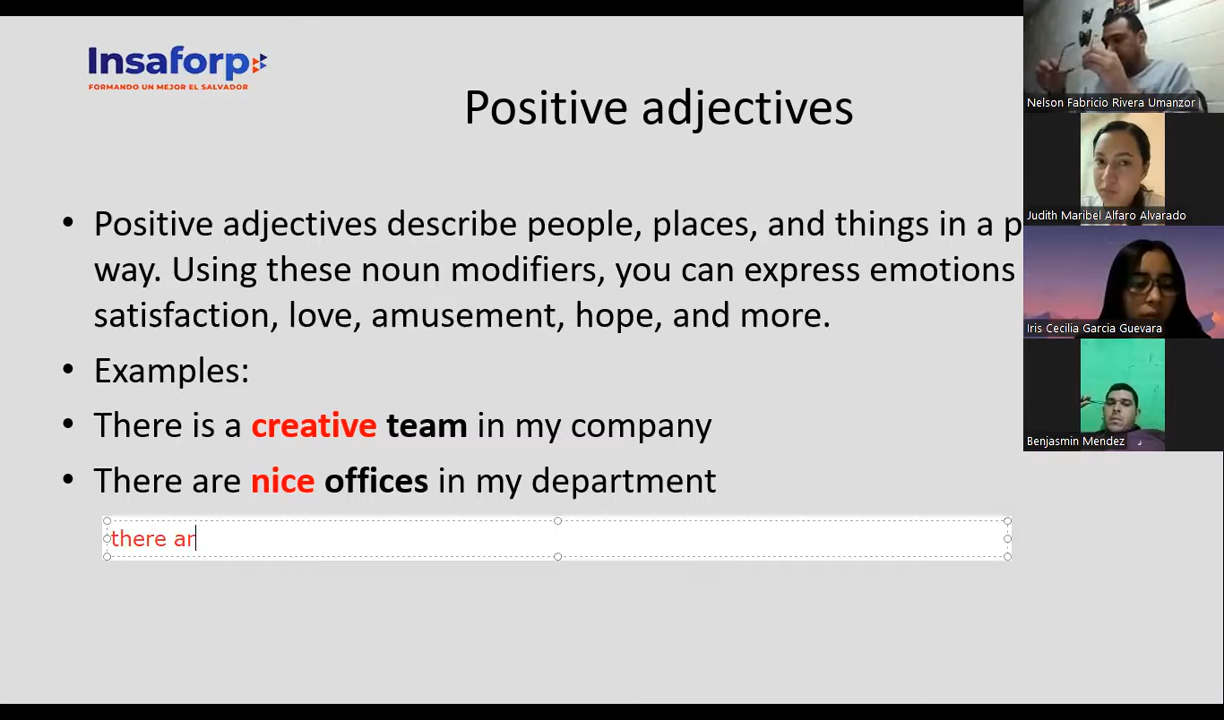 Insaforp
FORMANDO UN MEJOR EL SALVADOR
Positive adjectives
• Positive adjectives describe people, places, and things in a p
way. Using these noun modifiers, you can express emotions
satisfaction, love, amusement, hope, and more.
• Examples:
• There is a creative team in my company
• There are nice offices in my department
there ar
Nelson Fabricio Rivera Umanzor
Judith Maribel Alfaro Alvarado
Iris Cecilia Garcia Guevara
Benjasmin Mendez